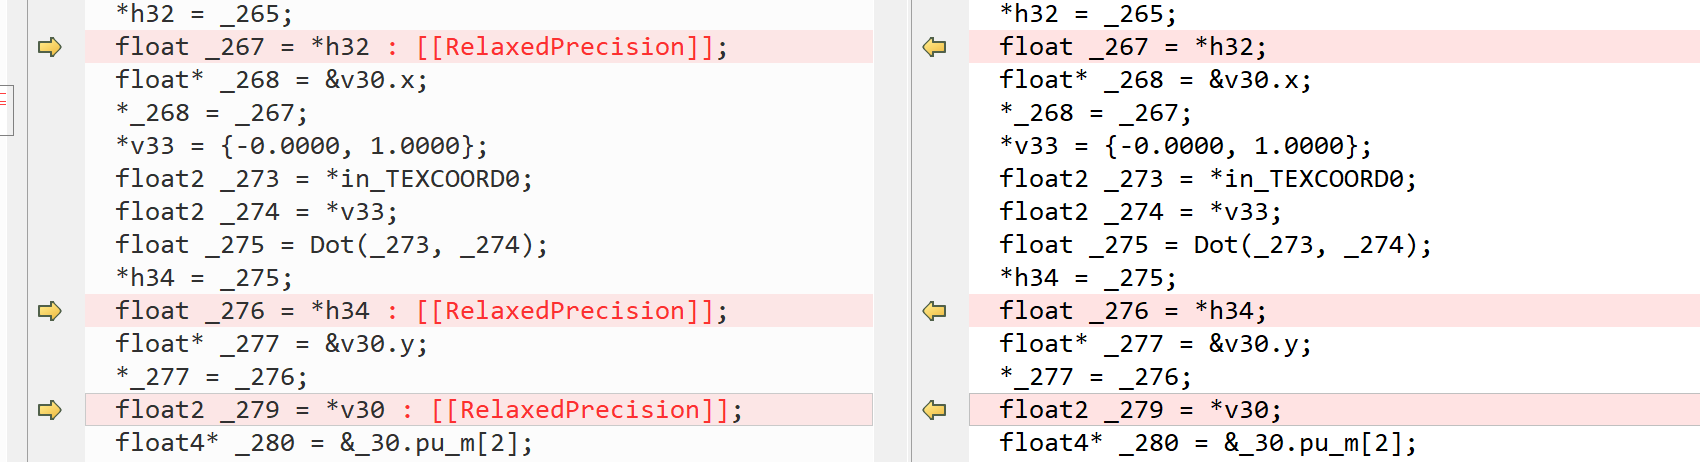 *h32 = _265;
float _267 = *h32 : [[RelaxedPrecision]];
float* _268 = &v30.x;
*_268 = _267;
*v33 = {-0.0000, 1.0000};
float2 _273 = *in_TEXCOORD0;
float2 _274 = *v33;
float _275 = Dot(_273, _274);
*h34 = _275;
float _276 = *h34 : [[RelaxedPrecision]];
float* _277 = &v30.y;
*_277 = _276;
float2 _279 = *v30 : [[RelaxedPrecision]];
float4* _280 = &_30.pu_m[2];
*h32 = _265;
float _267 = *h32;
float* _268 = &v30.x;
*_268 = _267;
*v33 = {-0.0000, 1.0000};
float2 _273 = *in_TEXCOORD0;
float2 _274 = *v33;
float _275 = Dot(_273, _274);
*h34 = _275;
float _276 = *h34;
float* _277 = &v30.y;
*_277 = _276;
float2 _279 = *v30;
float4* _280 = &_30.pu_m[2];